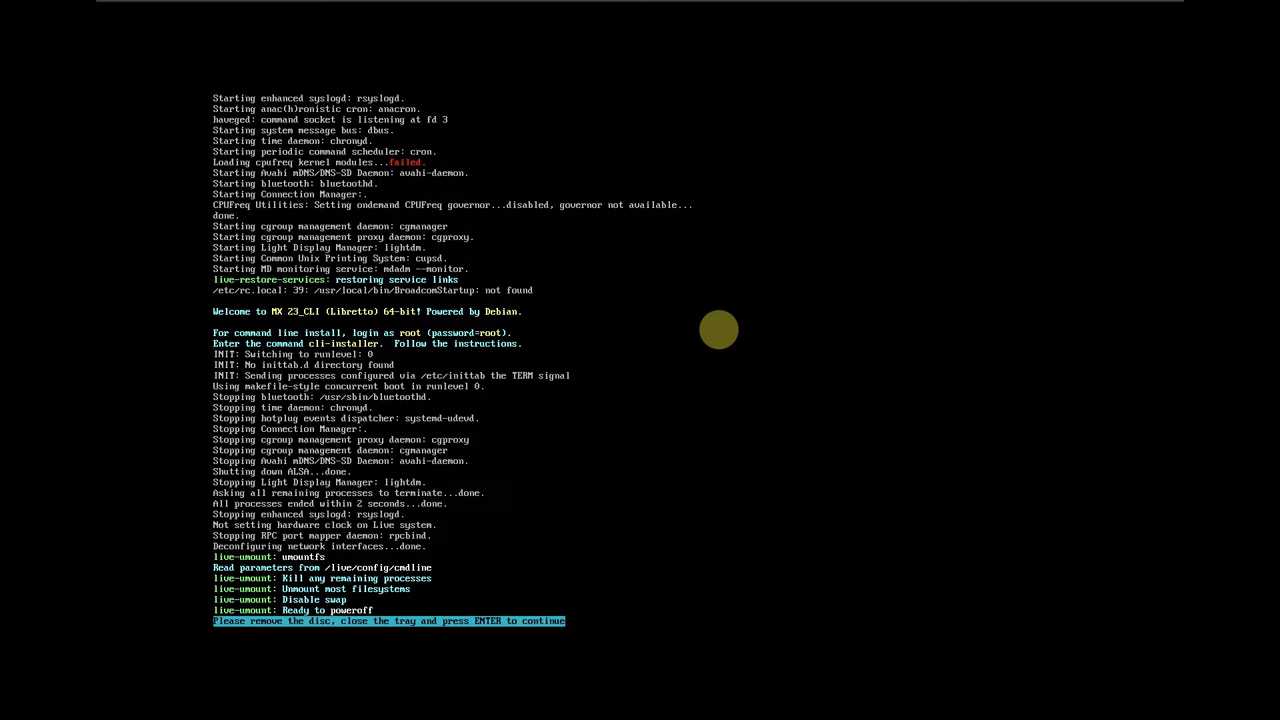 Starting enhanced syslogd: rsyslogd.
Starting anac(h)ronistic cron: anacron.
haveged: command socket is listening at fd 3
Starting system message bus: dbus.
Starting time daemon: chronyd.
Starting periodic command scheduler: cron.
Loading cpufreq kernel modules...failed.
Starting Avahi mDNS/DNS-SD Daemon: avahi-daemon.
Starting bluetooth: bluetoothd.
Starting Connection Manager:.
CPUFreq Utilities: Setting ondemand CPUFreq governor...disabled, governor not available...
done.
Starting cgroup management daemon: cgmanager
Starting cgroup management proxy daemon: cgproxy.
Starting Light Display Manager: lightdm.
Starting Common Unix Printing System: cupsd.
Starting MD monitoring service: mdadm --monitor.
live-restore-services: restoring service links
/etc/rc.local: 39: /usr/local/bin/BroadcomStartup: not found
Welcome to MX 23_CLI (Libretto) 64-bit! Powered by Debian.
For command line install, login as root (password=root).
Enter the command cli-installer.  Follow the instructions.
INIT: Switching to runlevel: 0
INIT: No inittab.d directory found
INIT: Sending processes configured via /etc/inittab the TERM signal
Using makefile-style concurrent boot in runlevel 0.
Stopping bluetooth: /usr/sbin/bluetoothd.
Stopping time daemon: chronyd.
Stopping hotplug events dispatcher: systemd-udevd.
Stopping Connection Manager:.
Stopping cgroup management proxy daemon: cgproxy
Stopping cgroup management daemon: cgmanager
Stopping Avahi mDNS/DNS-SD Daemon: avahi-daemon.
Shutting down ALSA...done.
Stopping Light Display Manager: lightdm.
Asking all remaining processes to terminate...done.
All processes ended within 2 seconds...done.
Stopping enhanced syslogd: rsyslogd.
Not setting hardware clock on Live system.
Stopping RPC port mapper daemon: rpcbind.
Deconfiguring network interfaces...done.
live-umount: umountfs
Read parameters from /live/config/cmdline
live-umount: Kill any remaining processes
live-umount: Unmount most filesystems
live-umount: Disable swap
live-umount: Ready to poweroff
Please remove the disc, close the tray and press ENTER to continue